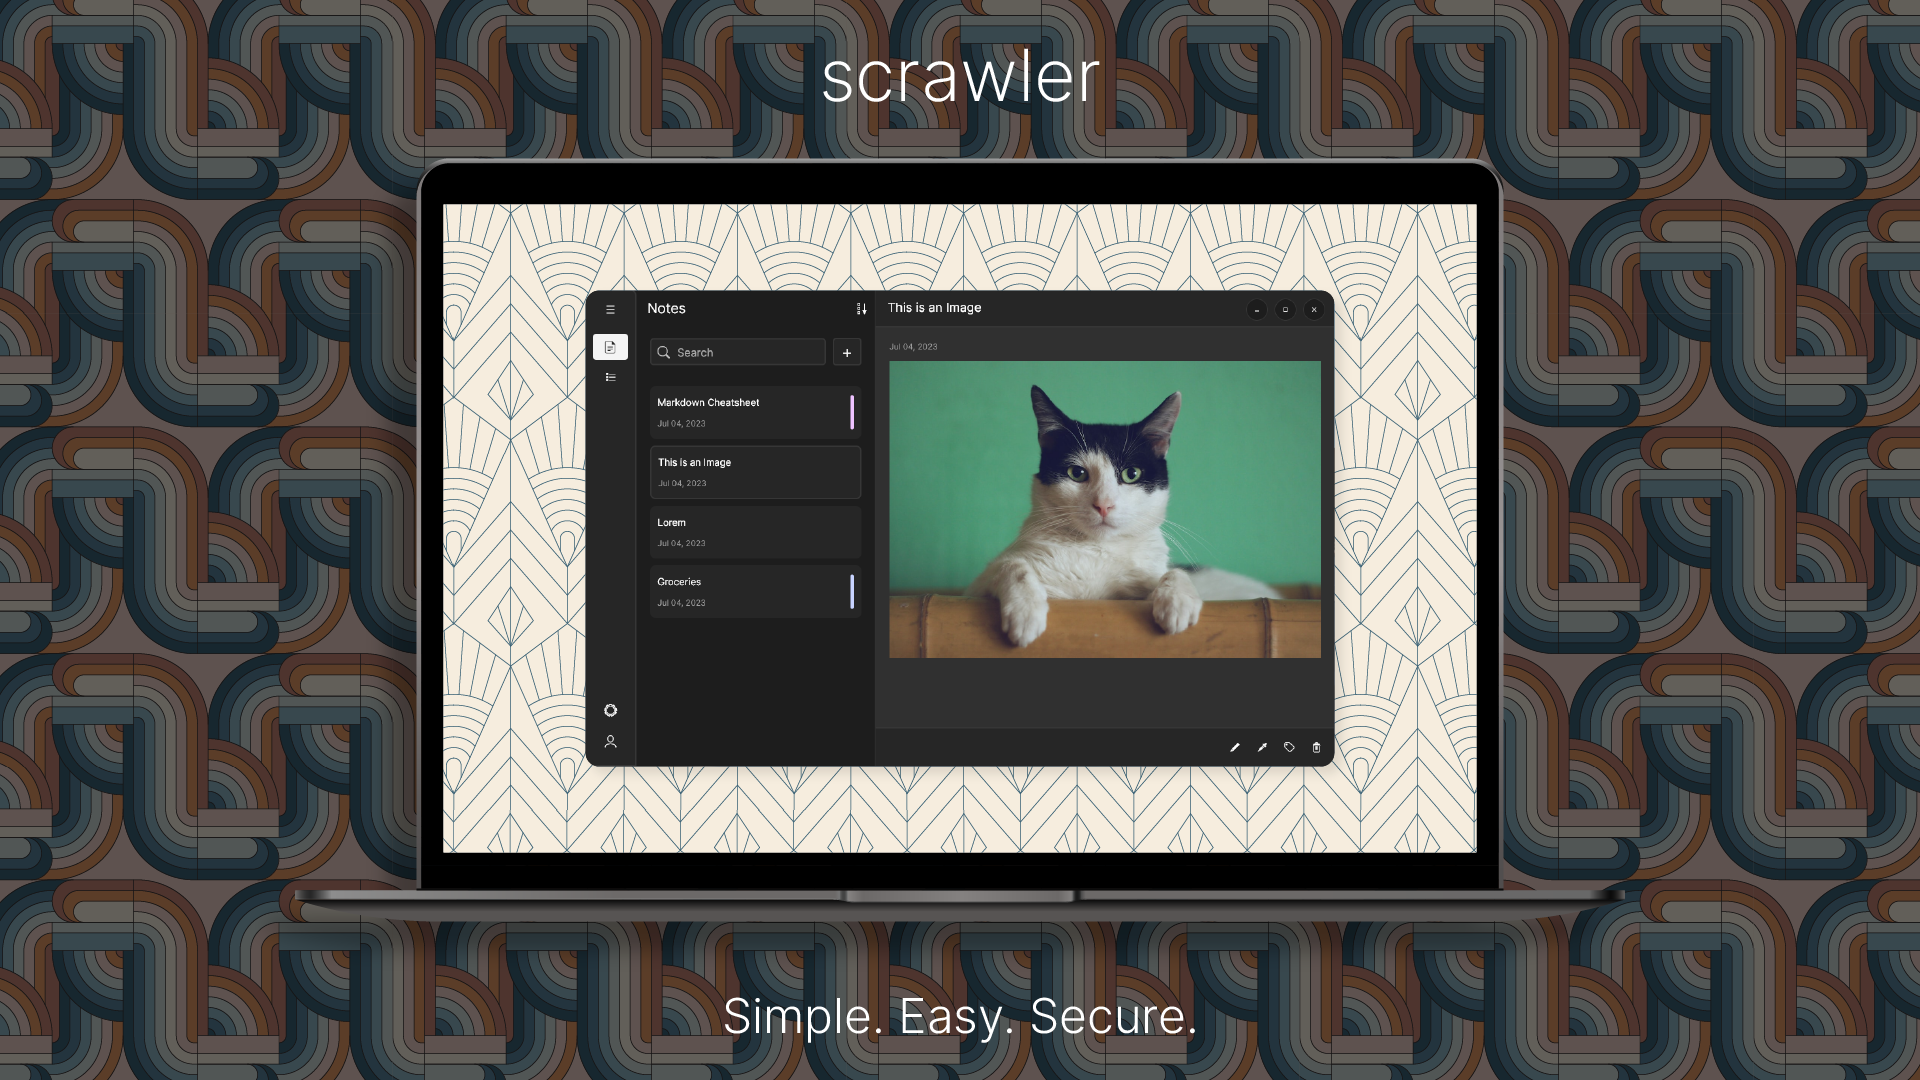 scrawler
Notes
Search
Markdown Cheatsheet
Jul 04, 2023
This is an Image
Jul 04, 2023
Lorem
Jul 04, 2023
Groceries
Jul 04, 2023
This is an Image
Jul 04, 2023
Simple. Easy. Secure.